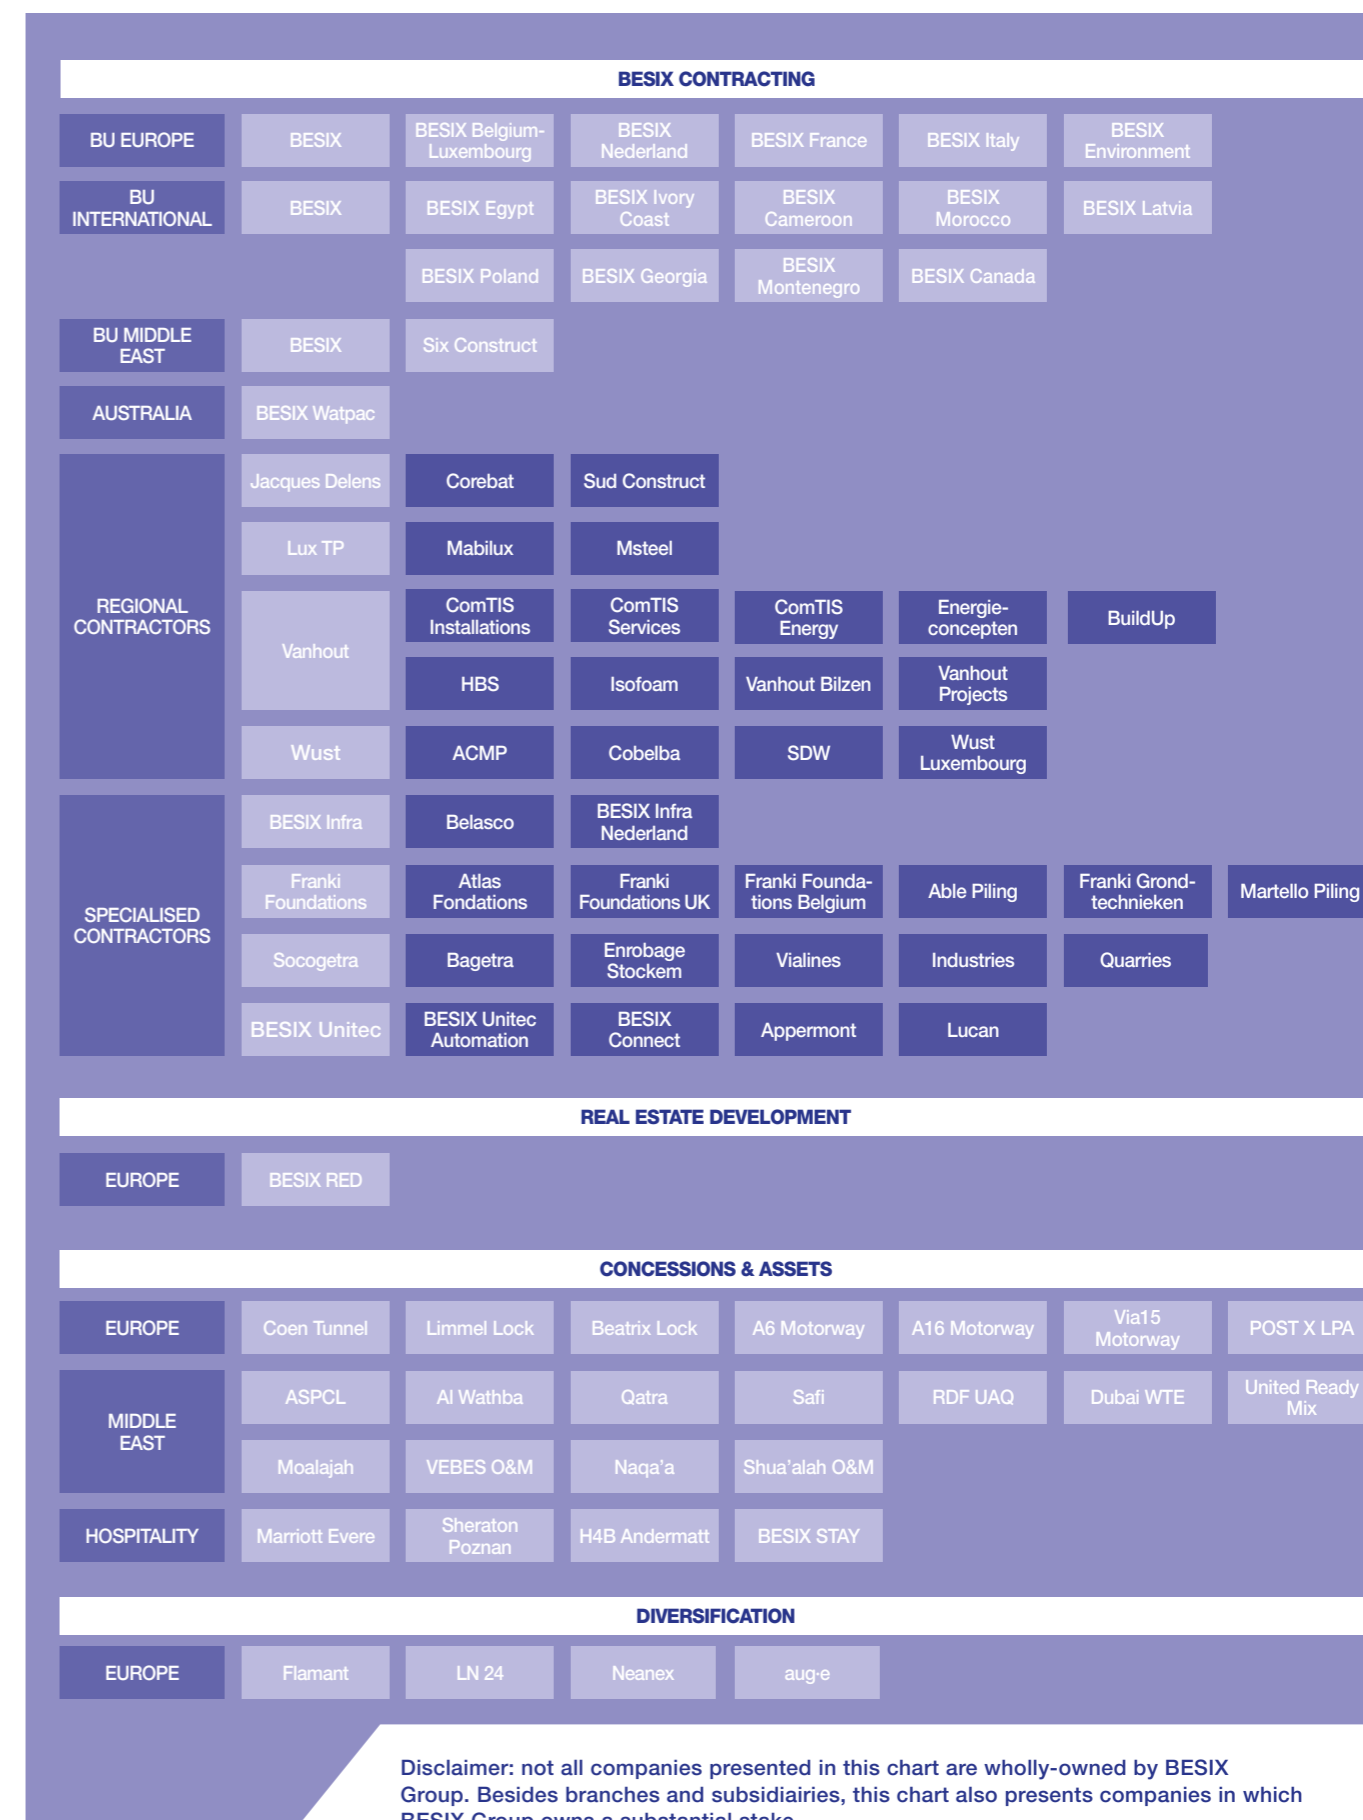 BESIX CONTRACTING
BU EUROPE
BESIX
BESIX Belgium-
Luxembourg
BESIX
Nederland
BESIX France
BESIX Italy
BESIX
Environment
BU
INTERNATIONAL
BESIX
BESIX Egypt
BESIX Ivory
Coast
BESIX
Cameroon
BESIX
Morocco
BESIX Latvia
BESIX Poland
BESIX Georgia
BESIX
Montenegro
BESIX Canada
BU MIDDLE
EAST
BESIX
Six Construct
AUSTRALIA
BESIX Watpac
REGIONAL
CONTRACTORS
Jacques Delens
Corebat
Sud Construct
Lux TP
Mabilux
Msteel
Vanhout
ComTIS
Installations
ComTIS
Services
ComTIS
Energy
Energie-
concepten
BuildUp
HBS
Isofoam
Vanhout Bilzen
Vanhout
Projects
Wust
ACMP
Cobelba
SDW
Wust
Luxembourg
SPECIALISED
CONTRACTORS
BESIX Infra
Belasco
BESIX Infra
Nederland
Franki
Foundations
Atlas
Fondations
Franki
Foundations UK
Franki Founda-
tions Belgium
Able Piling
Franki Grond-
technieken
Martello Piling
Socogetra
Bagetra
Enrobage
Stockem
Vialines
Industries
Quarries
BESIX Unitec
BESIX Unitec
Automation
BESIX
Connect
Appermont
Lucan
REAL ESTATE DEVELOPMENT
EUROPE
BESIX RED
CONCESSIONS & ASSETS
EUROPE
Coen Tunnel
Limmel Lock
Beatrix Lock
A6 Motorway
A16 Motorway
Via15
Motorway
POST X LPA
MIDDLE
EAST
ASPCL
Al Wathba
Qatra
Safi
RDF UAQ
Dubai WTE
United Ready
Mix
Moalajah
VEBES O&M
Naqa'a
Shua'alah O&M
HOSPITALITY
Marriott Evere
Sheraton
Poznan
H4B Andermatt
BESIX STAY
DIVERSIFICATION
EUROPE
Flamant
LN 24
Neanex
aug·e
Disclaimer: not all companies presented in this chart are wholly-owned by BESIX
Group. Besides branches and subsidiairies, this chart also presents companies in which
BESIX Group owns a substantial stake